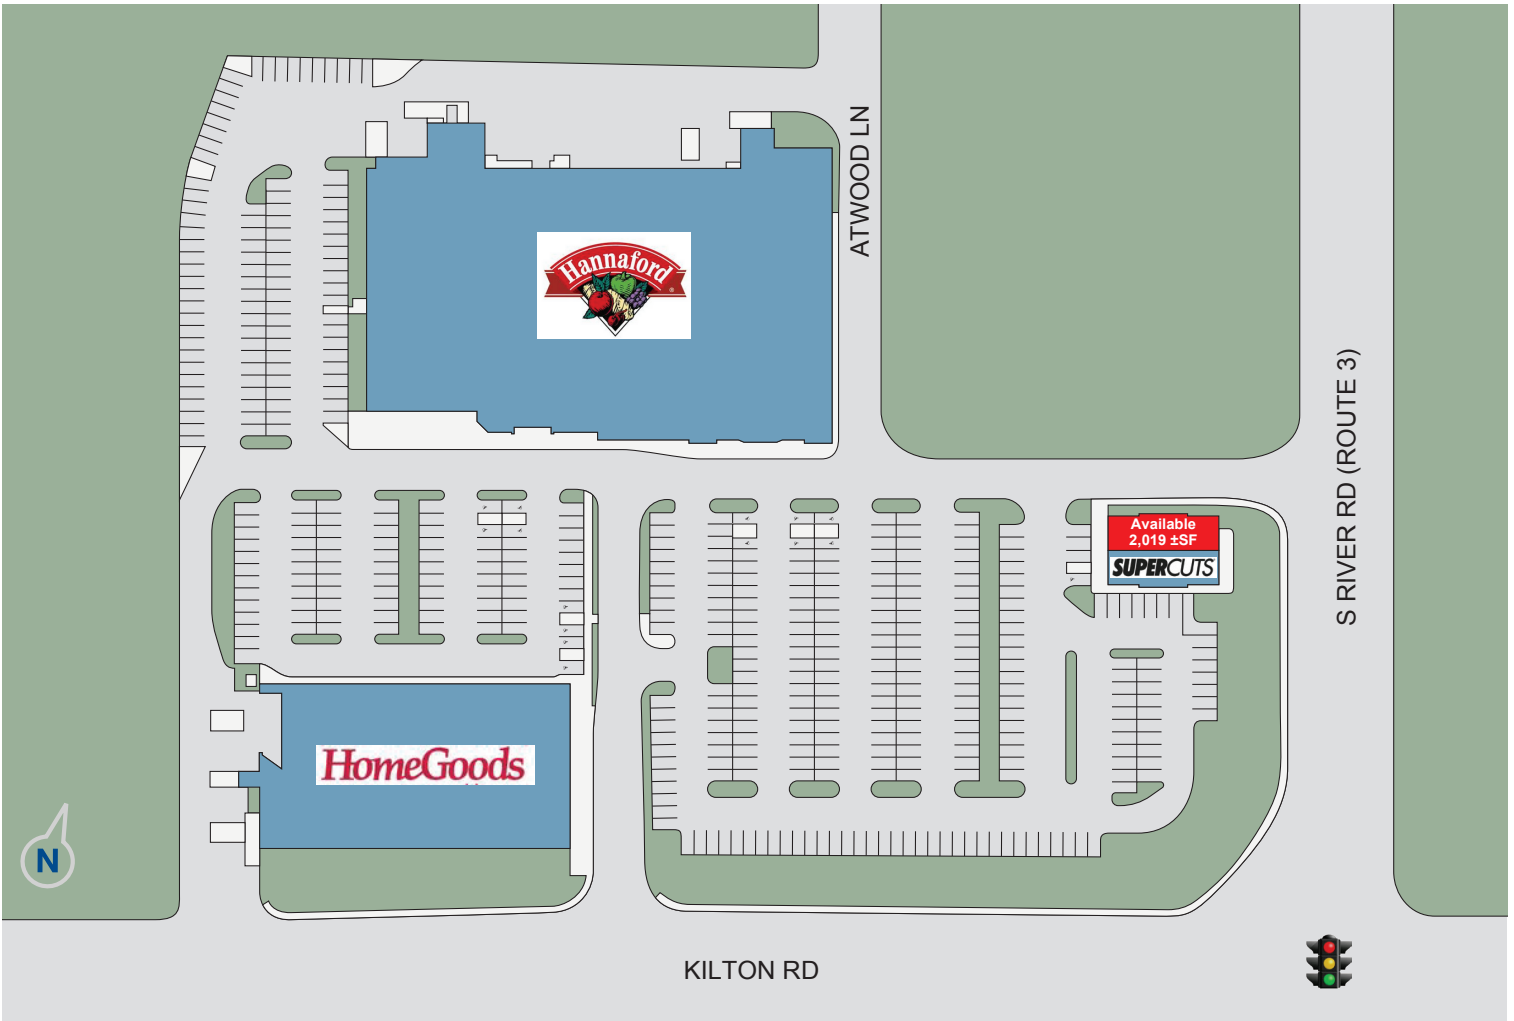 ATWOOD LN
Hannaford
®
S RIVER RD (ROUTE 3)
Available
2,019 ±SF
SUPERCUTS
HomeGoods
N
KILTON RD